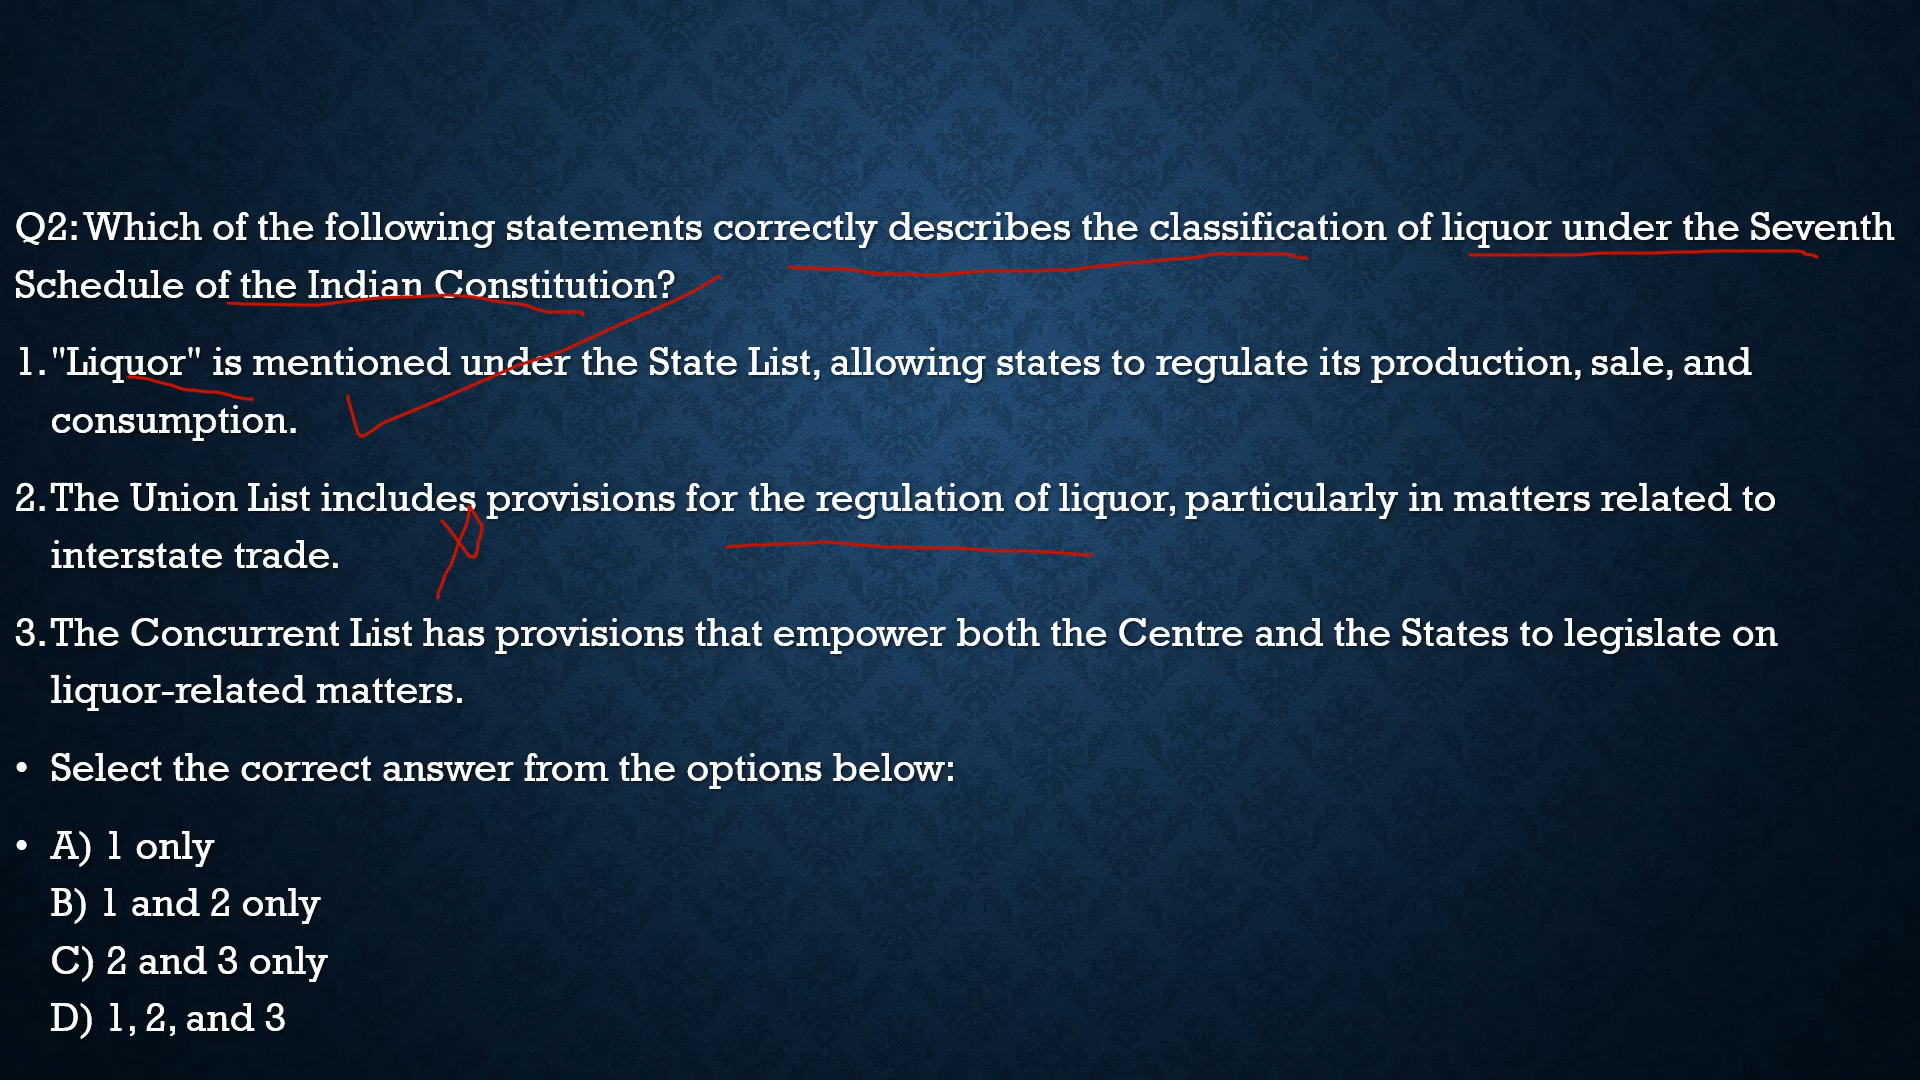 Q2: Which of the following statements correctly describes the classification of liquor under the Seventh
Schedule of the Indian Constitution?
1. "Liquor" is mentioned under the State List, allowing states to regulate its production, sale, and
consumption.
2. The Union List includes provisions for the regulation of liquor, particularly in matters related to
interstate trade.
3. The Concurrent List has provisions that empower both the Centre and the States to legislate on
liquor-related matters.
• Select the correct answer from the options below:
• A) 1 only
B) 1 and 2 only
C) 2 and 3 only
D) 1, 2, and 3